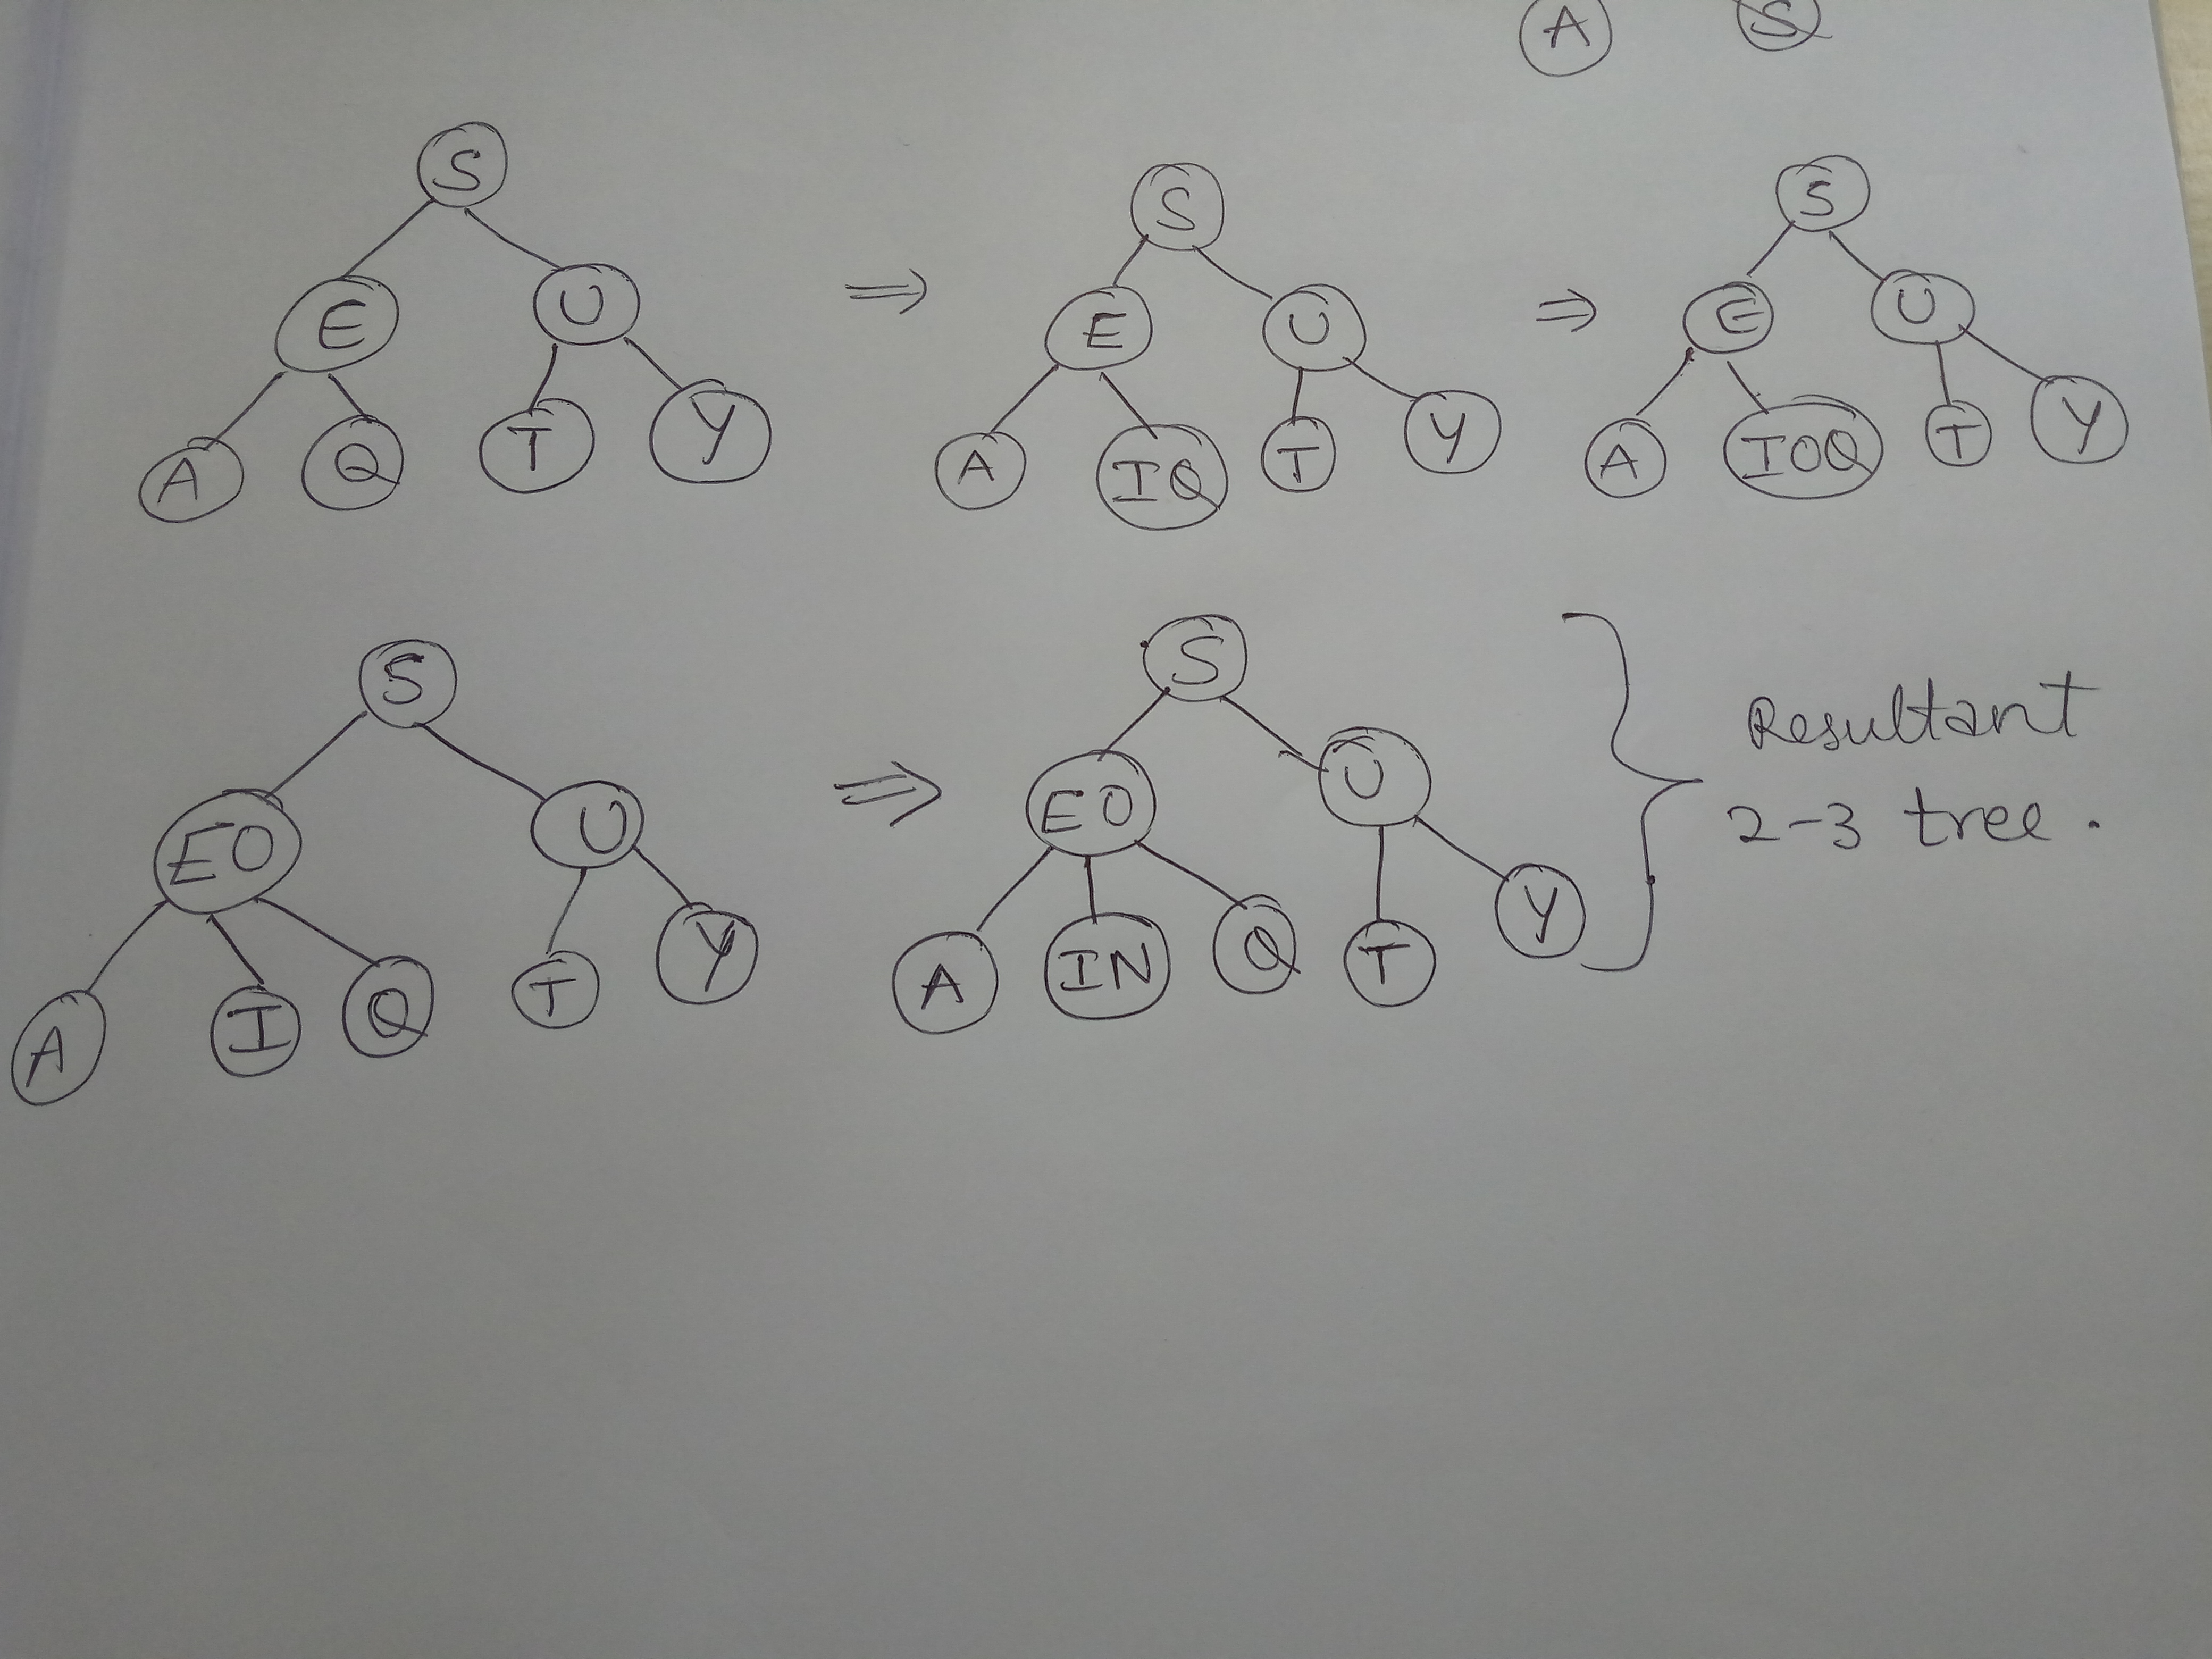 A S
S ⇒ S ⇒ S
E U E U E U
A Q T Y A IQ T Y A IOQ T Y
S ⇒ S
EO U EO U
A I Q T Y A IN Q T Y
Resultant
2-3 tree.